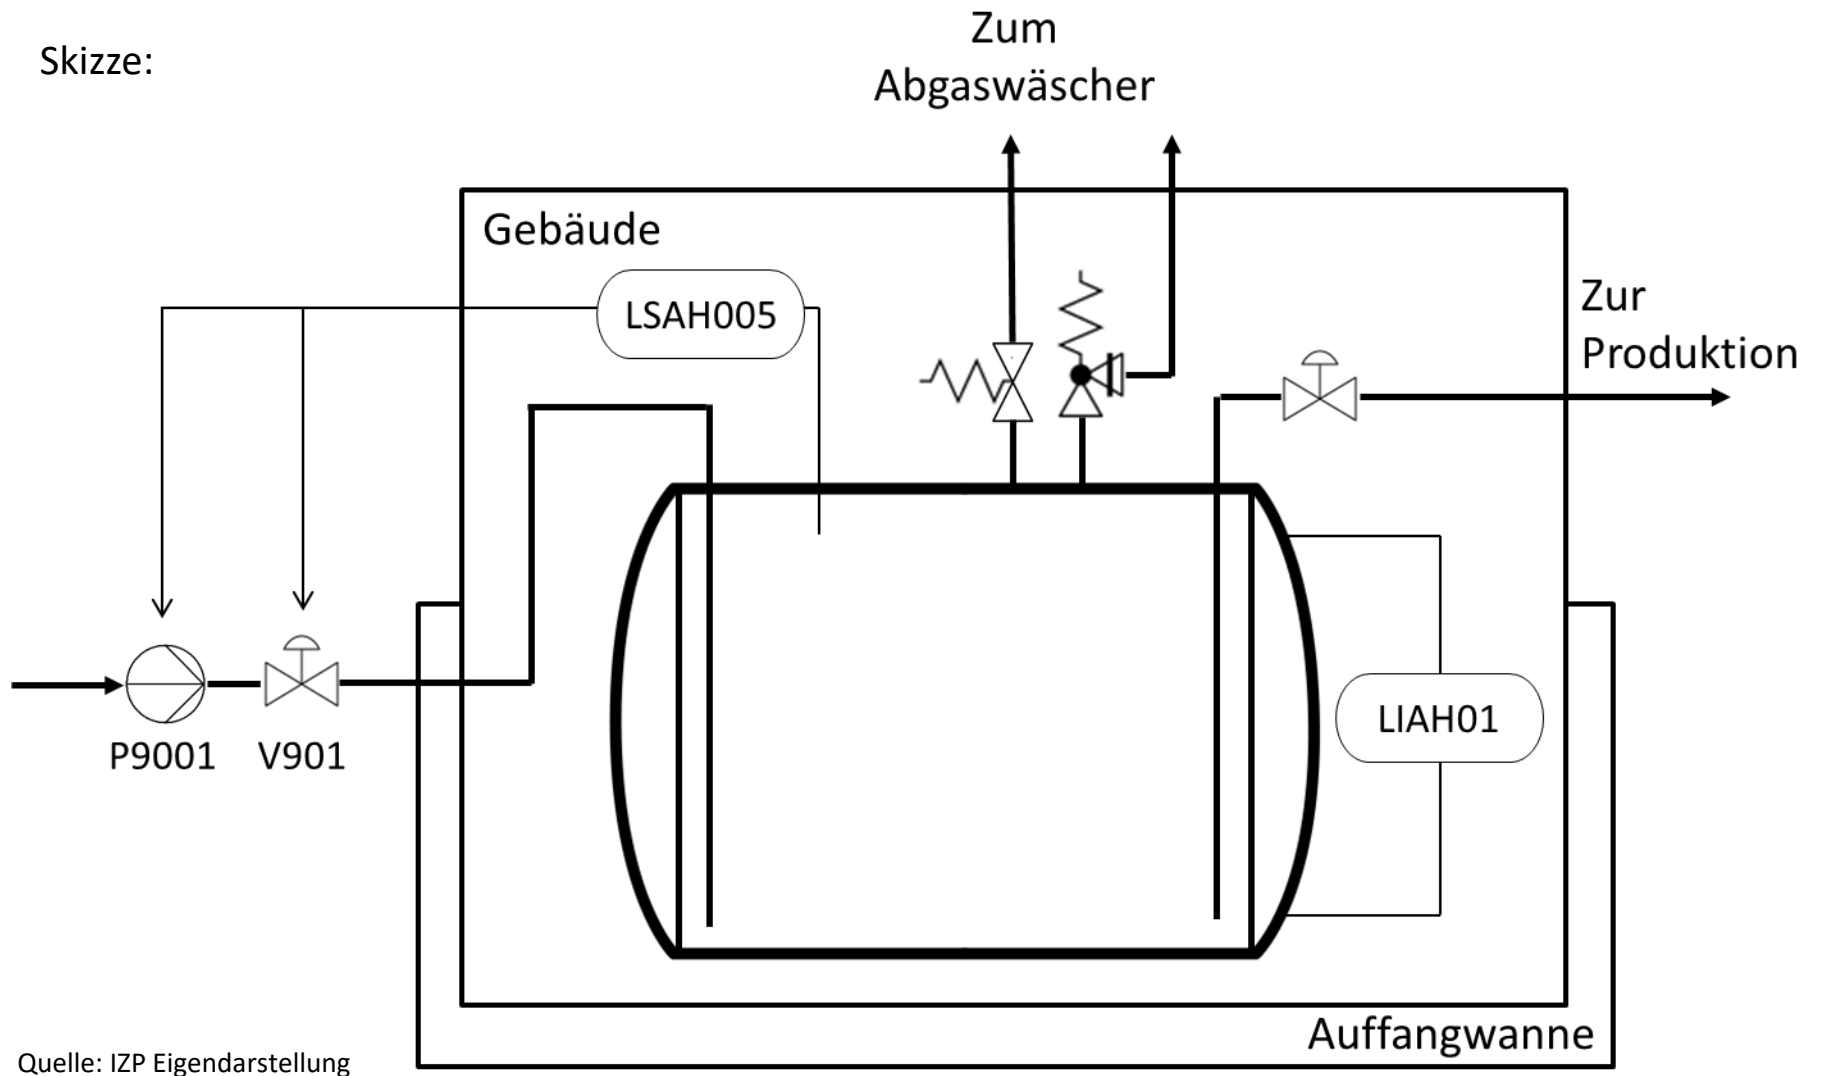 Skizze:
Zum
Abgaswäscher
Gebäude
LSAH005
Zur
Produktion
LIAH01
P9001
V901
Auffangwanne
Quelle: IZP Eigendarstellung